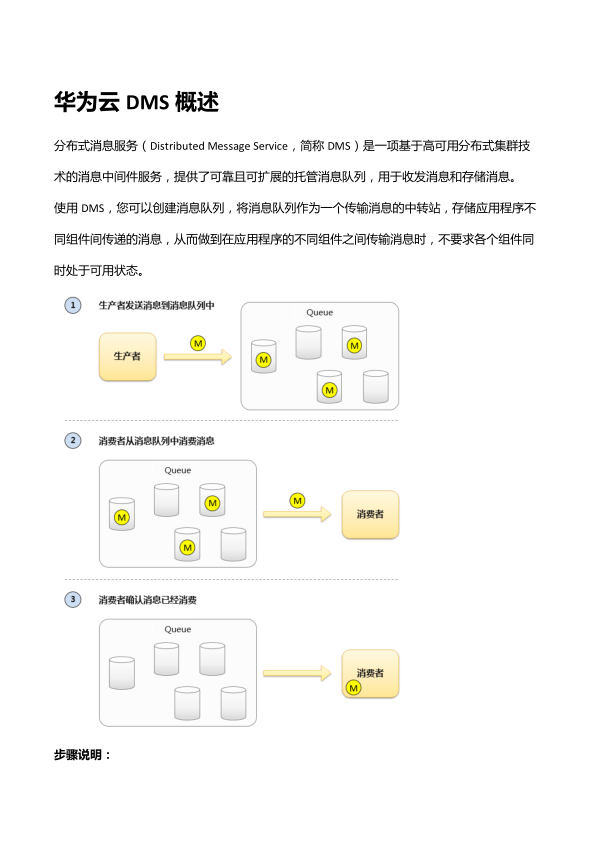 华为云 DMS 概述
分布式消息服务（Distributed Message Service，简称 DMS）是一项基于高可用分布式集群技
术的消息中间件服务，提供了可靠且可扩展的托管消息队列，用于收发消息和存储消息。
使用 DMS，您可以创建消息队列，将消息队列作为一个传输消息的中转站，存储应用程序不
同组件间传递的消息，从而做到在应用程序的不同组件之间传输消息时，不要求各个组件同
时处于可用状态。
1 生产者发送消息到消息队列中
Queue
生产者
M
M
M
M
2 消费者从消息队列中消费消息
Queue
M
M
M
M
消费者
3 消费者确认消息已经消费
Queue
消费者
M
步骤说明：